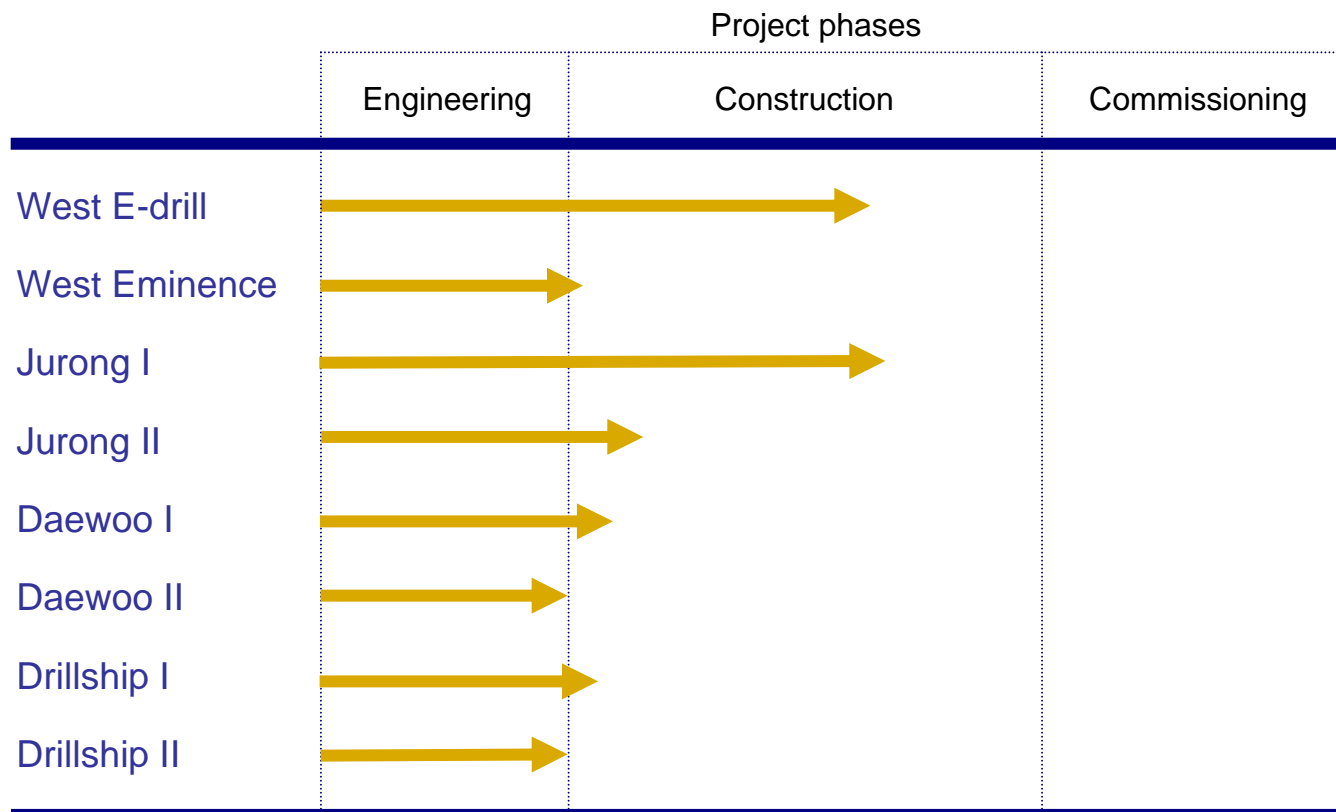 Project phases
Engineering Construction Commissioning
West E-drill
West Eminence
Jurong I
Jurong II
Daewoo I
Daewoo II
Drillship I
Drillship II